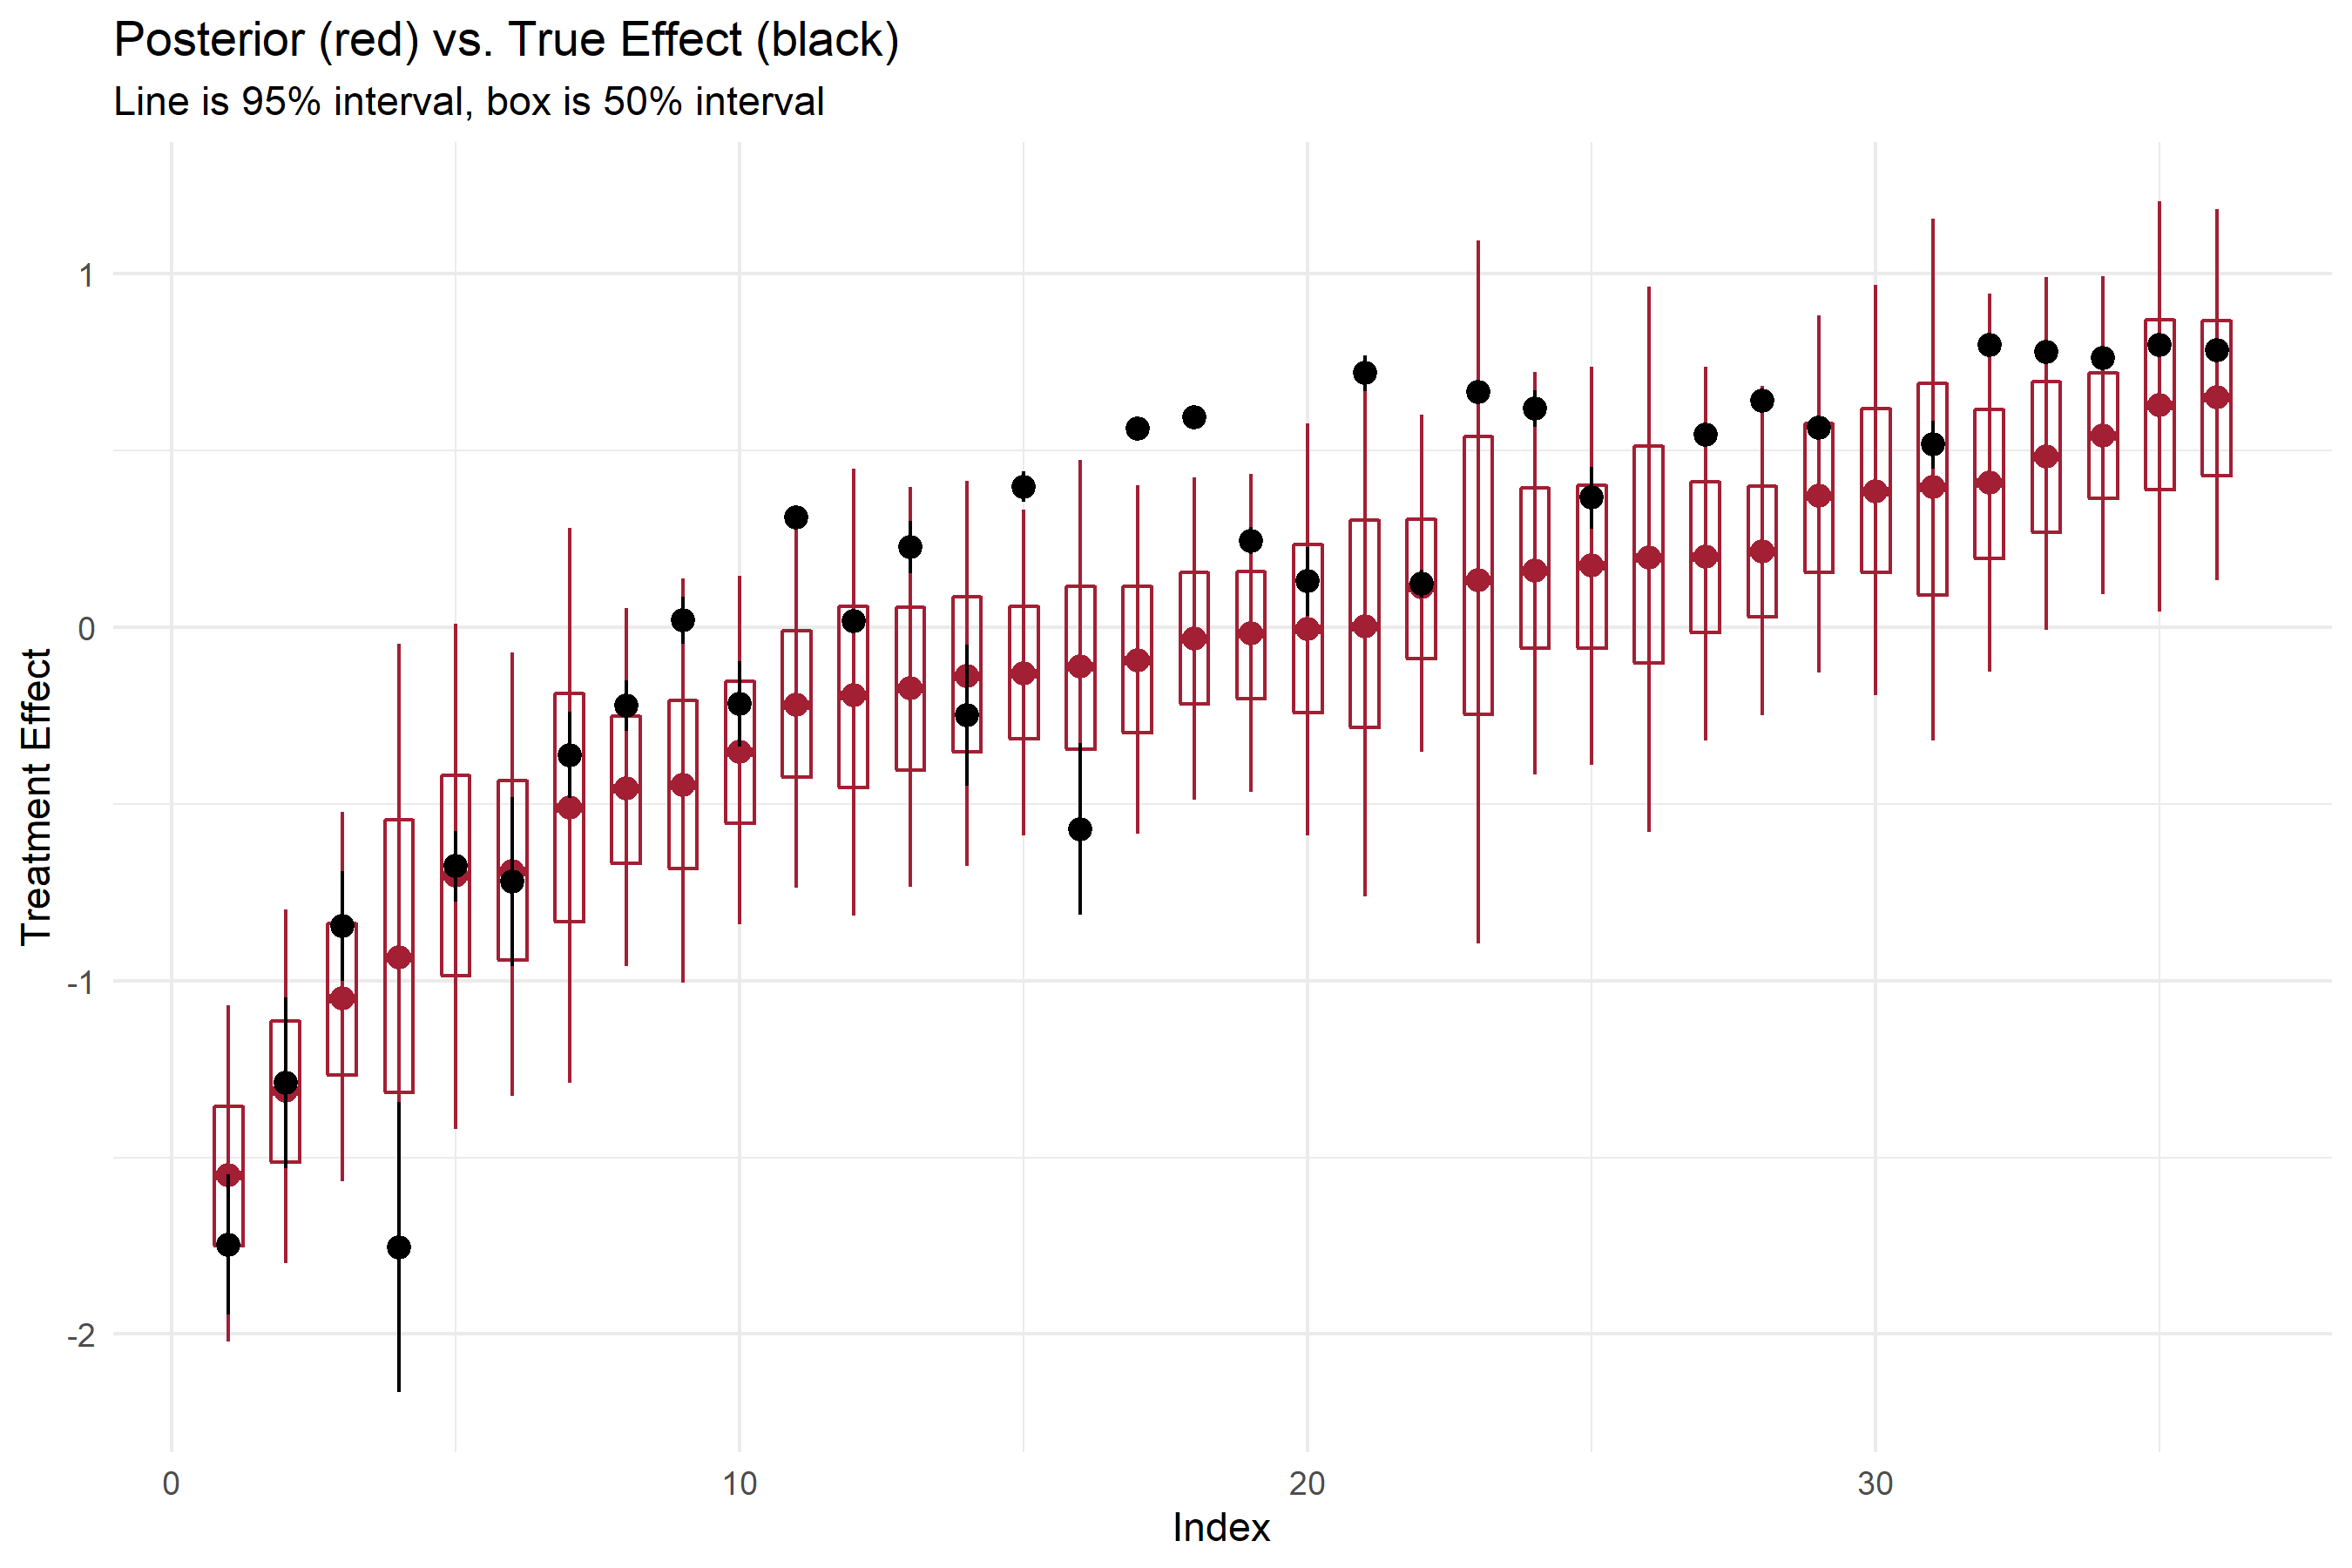 Posterior (red) vs. True Effect (black)
Line is 95% interval, box is 50% interval
Treatment Effect
1
0
-1
-2
0
10
20
30
Index